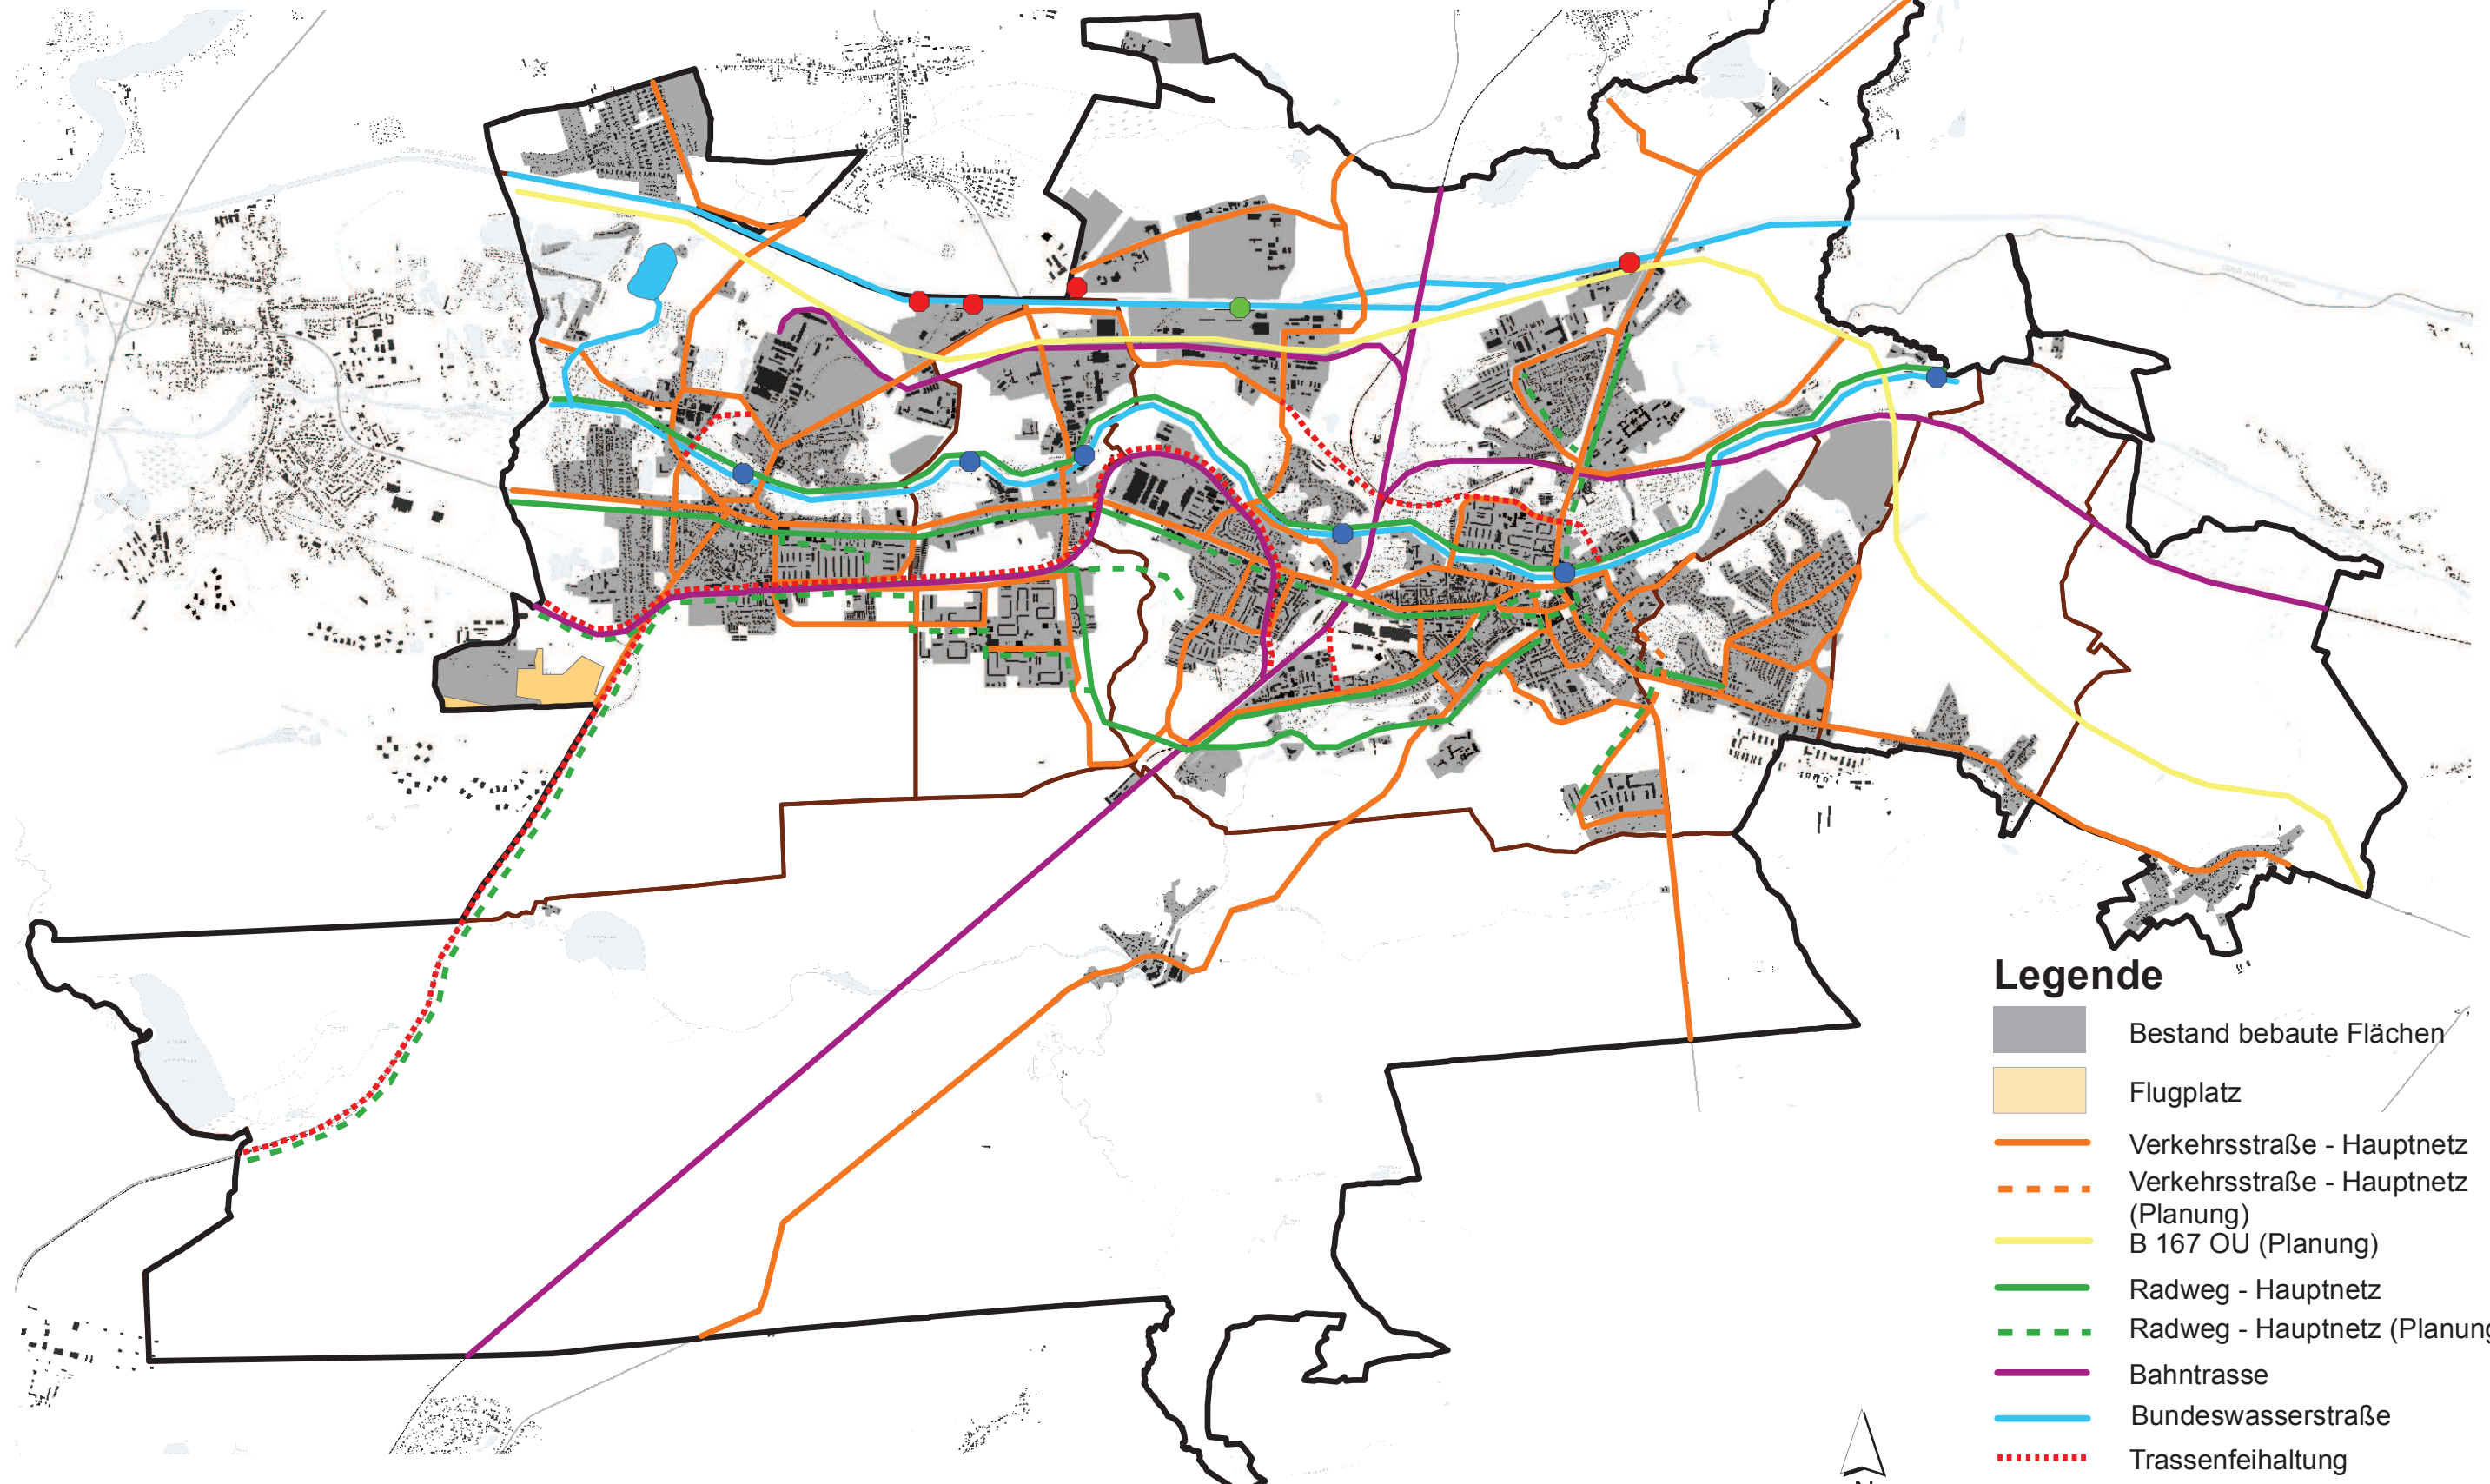 Legende
Bestand bebaute Flächen
Flugplatz
Verkehrsstraße - Hauptnetz
Verkehrsstraße - Hauptnetz
(Planung)
B 167 OU (Planung)
Radweg - Hauptnetz
Radweg - Hauptnetz (Planung
Bahntrasse
Bundeswasserstraße
Trassenfeihaltung